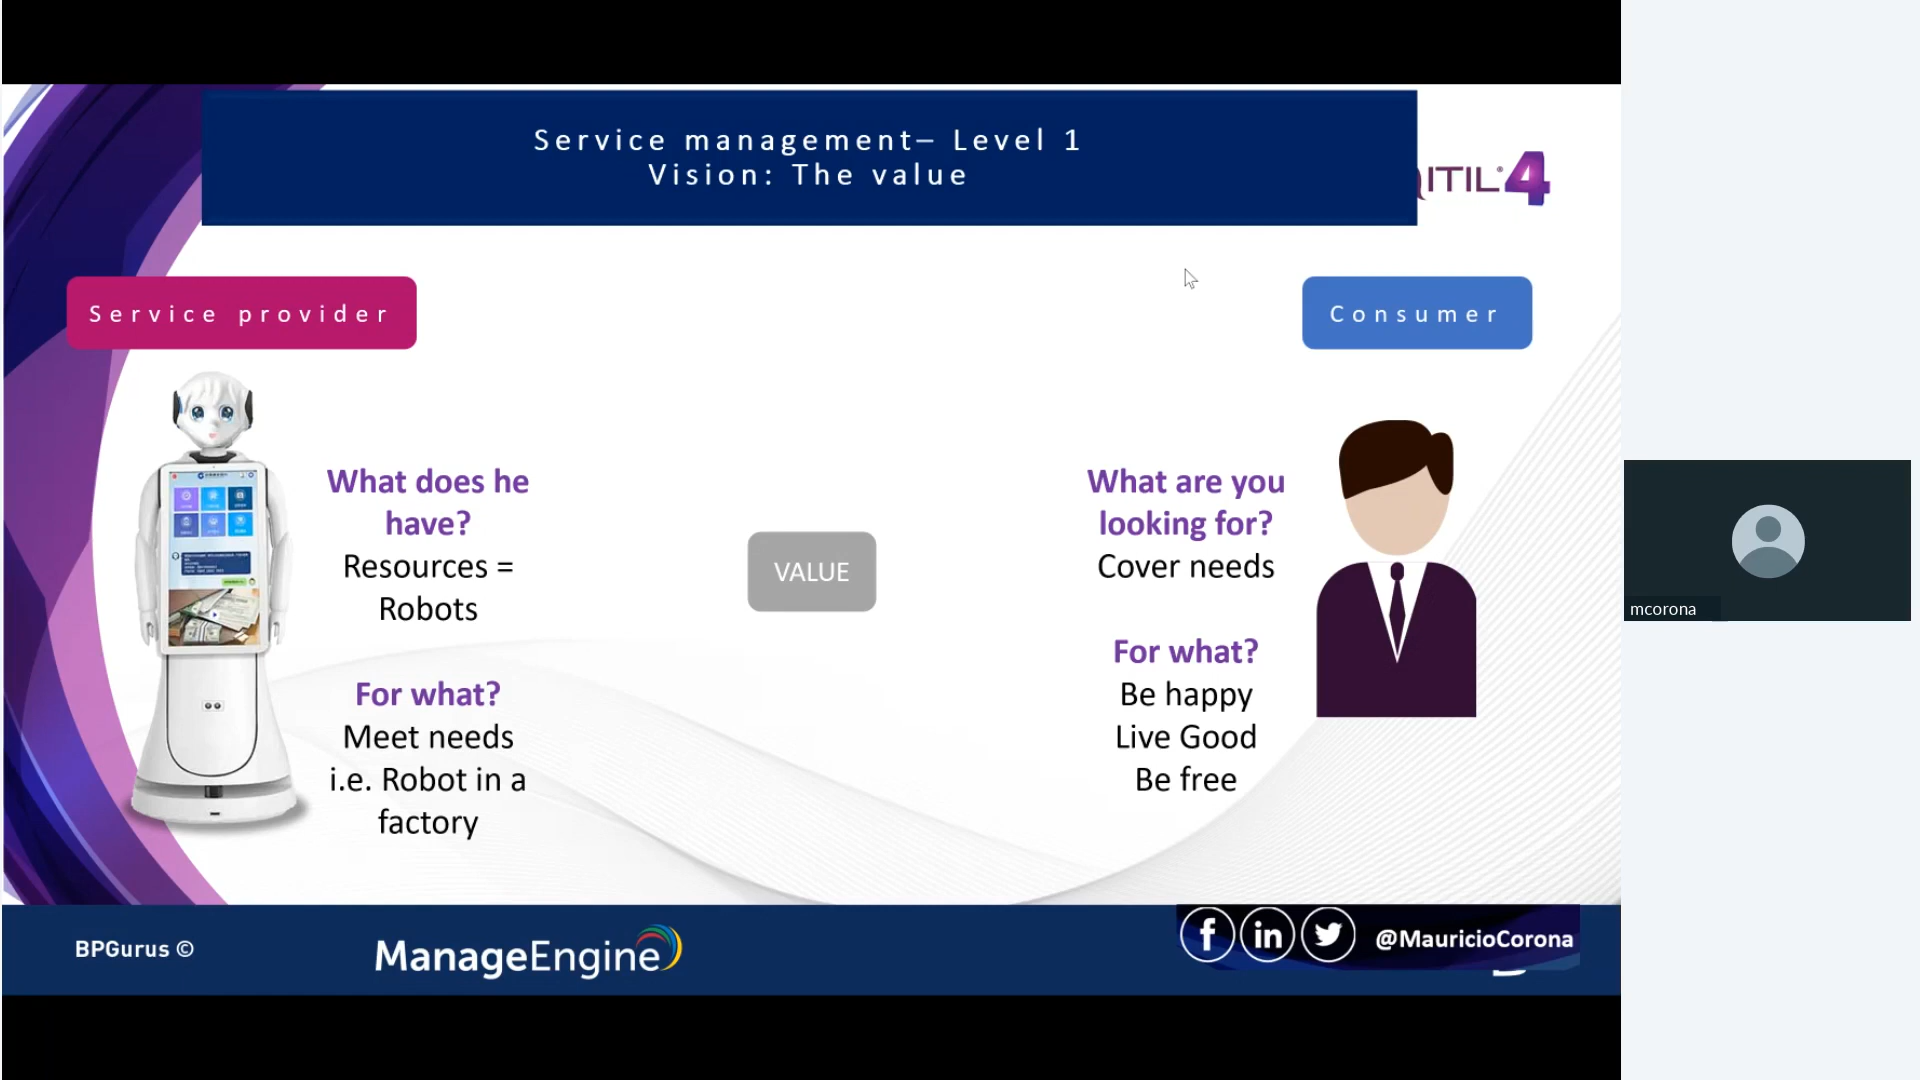 Service management– Level 1
Vision: The value
ITIL®4
Service provider
Consumer
What does he
have?
Resources =
Robots
For what?
Meet needs
i.e. Robot in a
factory
VALUE
What are you
looking for?
Cover needs
For what?
Be happy
Live Good
Be free
mcorona
BPGurus ©
ManageEngine
@MauricioCorona